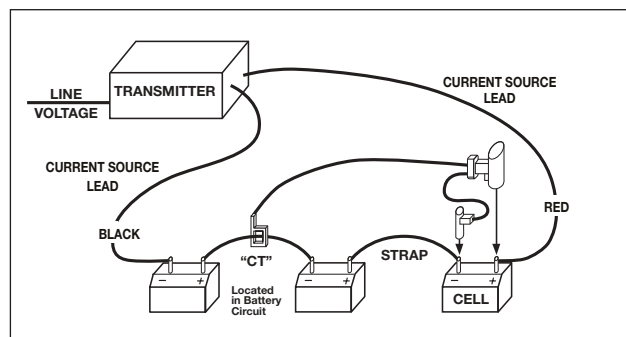 LINE
VOLTAGE
TRANSMITTER
CURRENT SOURCE
LEAD
CURRENT SOURCE
LEAD
BLACK
RED
"CT"
Located
in Battery
Circuit
STRAP
CELL
− +
− +
− +